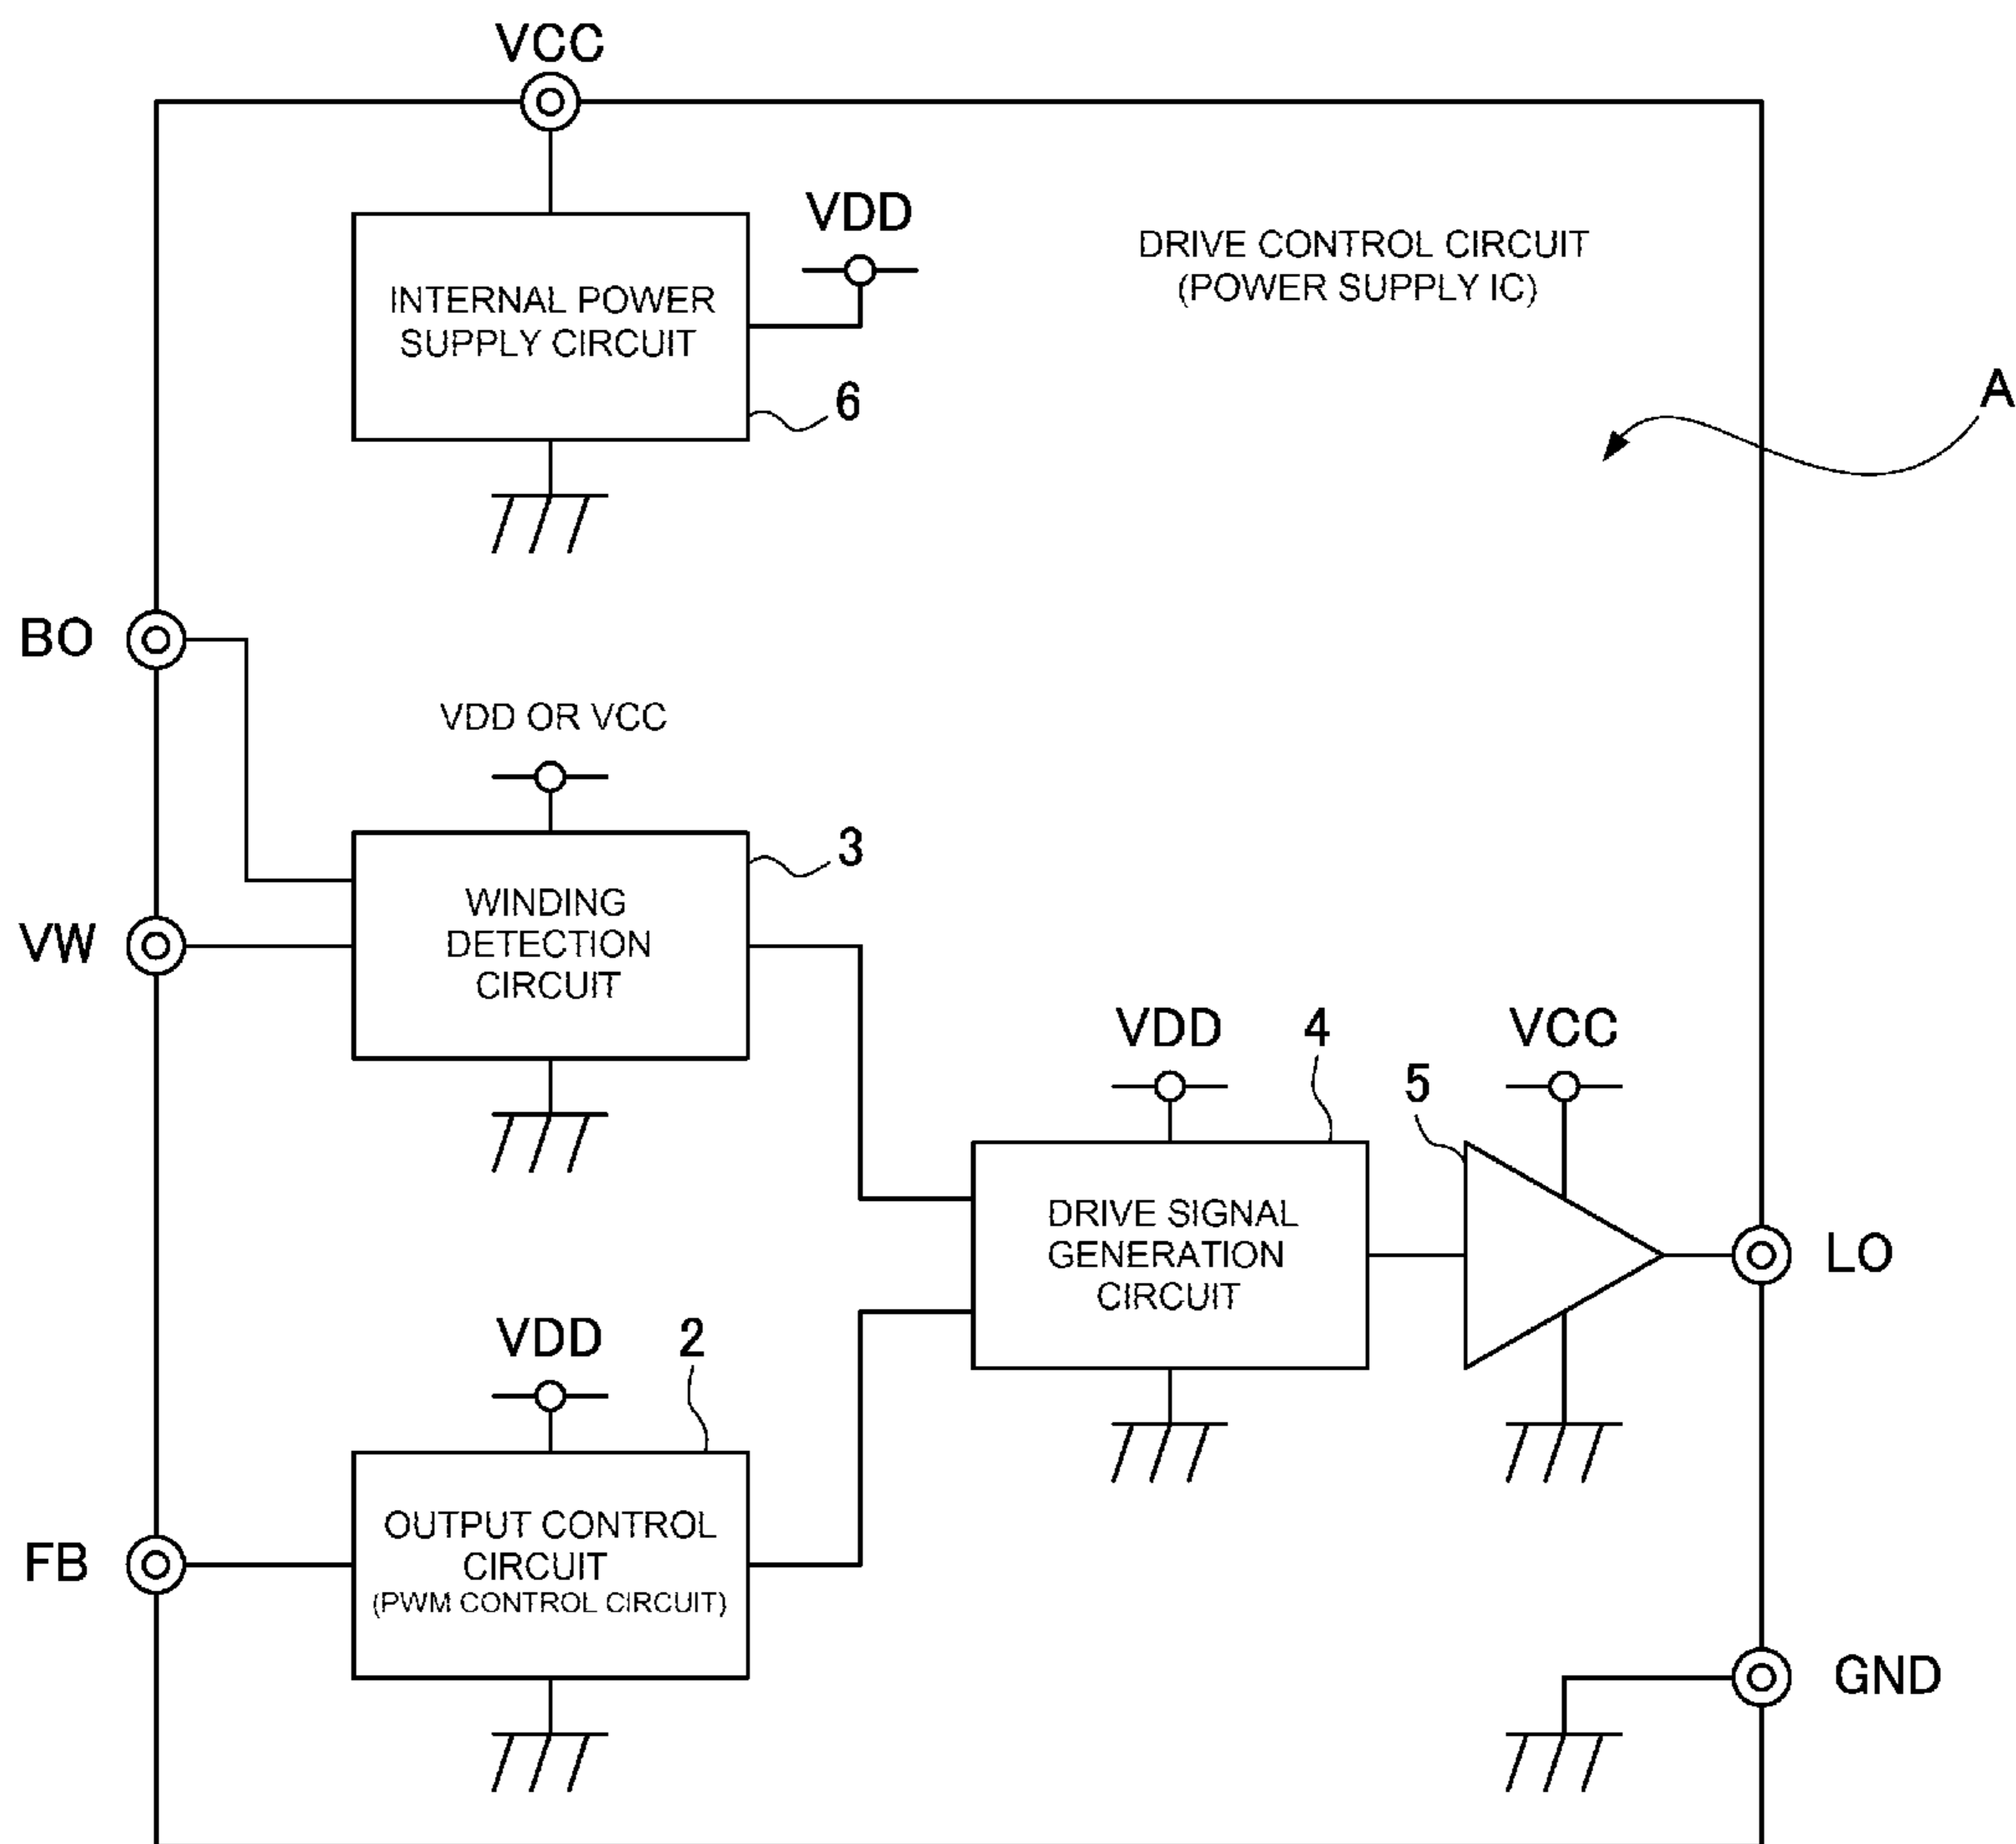 VCC
VDD
DRIVE CONTROL CIRCUIT
(POWER SUPPLY IC)
INTERNAL POWER
SUPPLY CIRCUIT
6
A
BO
VDD OR VCC
3
WINDING
DETECTION
CIRCUIT
VW
VDD
4
VCC
5
DRIVE SIGNAL
GENERATION
CIRCUIT
LO
VDD
2
OUTPUT CONTROL
CIRCUIT
(PWM CONTROL CIRCUIT)
FB
GND